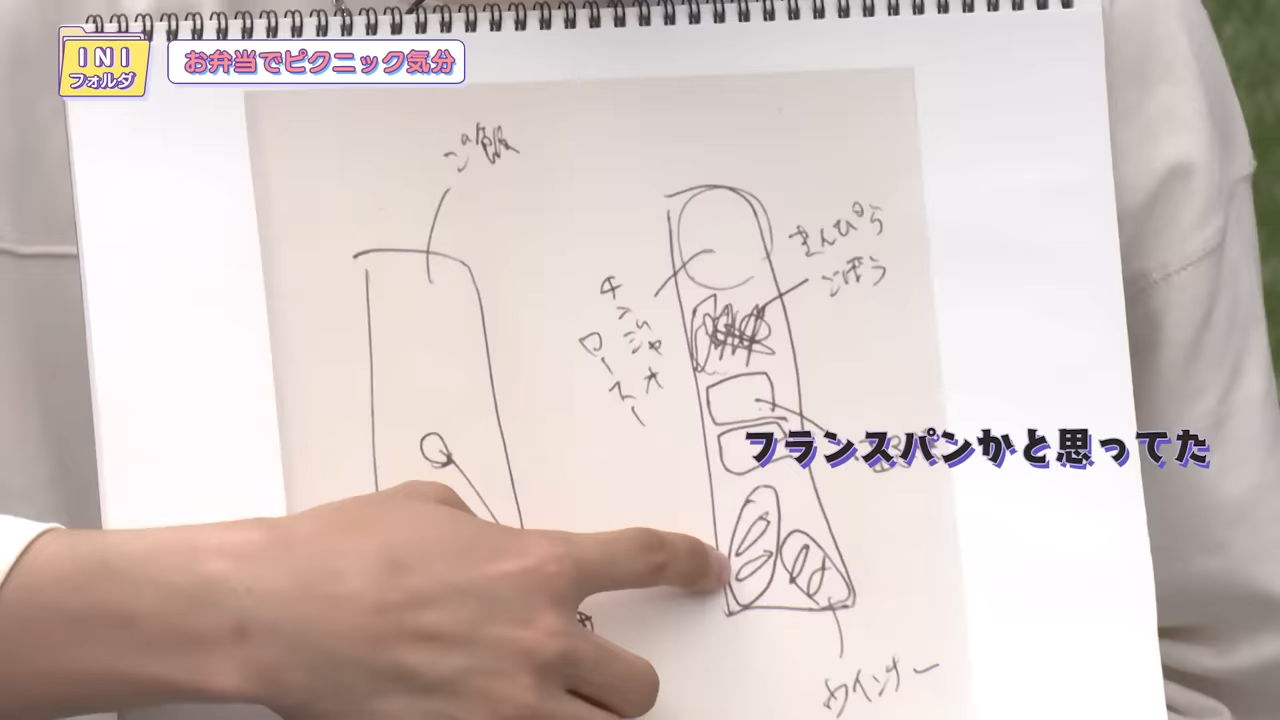 INI
フォルダ
お弁当でピクニック気分
ご飯
きんぴら
ごぼう
チンジャオ
ロースー
フランスパンかと思ってた
ウインナー